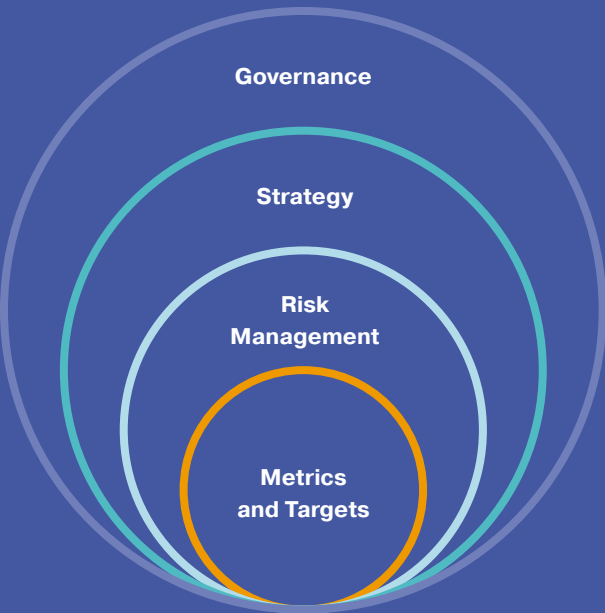 Governance
Strategy
Risk
Management
Metrics
and Targets